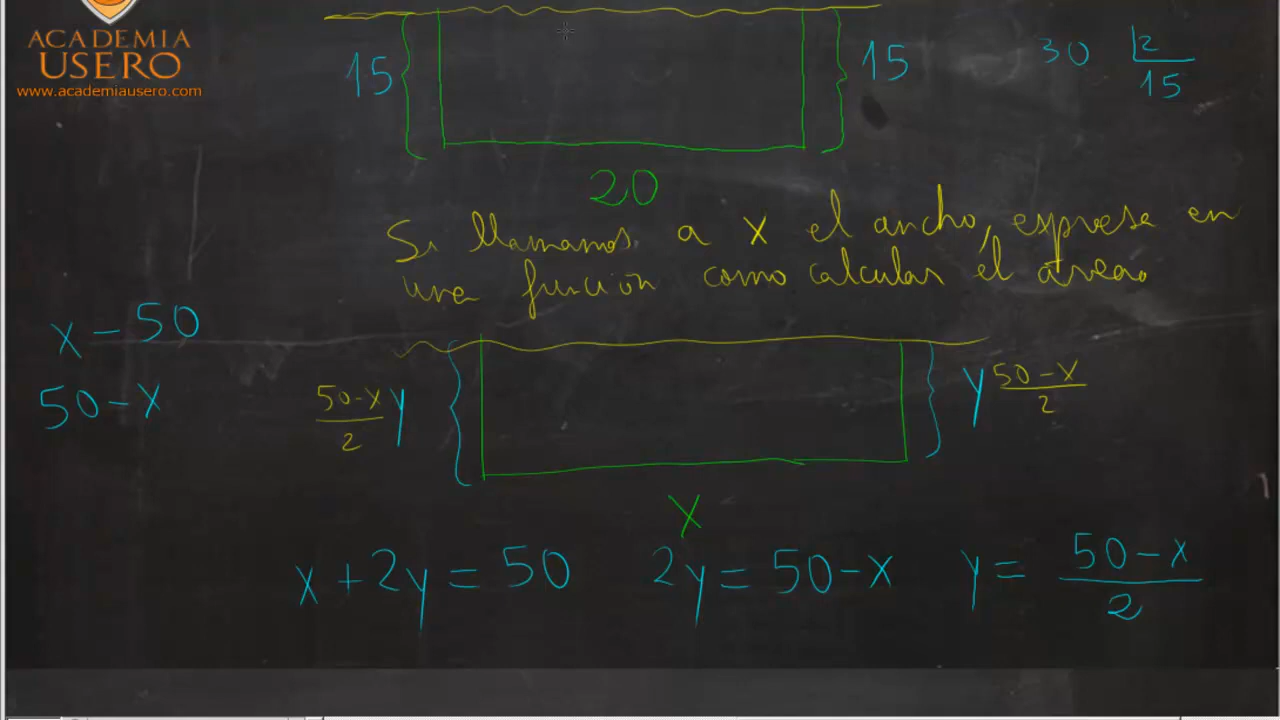 ACADEMIA
USERO
www.academiausero.com
15
15
30 2
15
20
Si llamamos a x el ancho, exprese en
una función como calcular el área
x - 50
50 - x
50-x
2
y
y
50-x
2
x
x + 2y = 50
2y = 50 - x
y = 50 - x
2